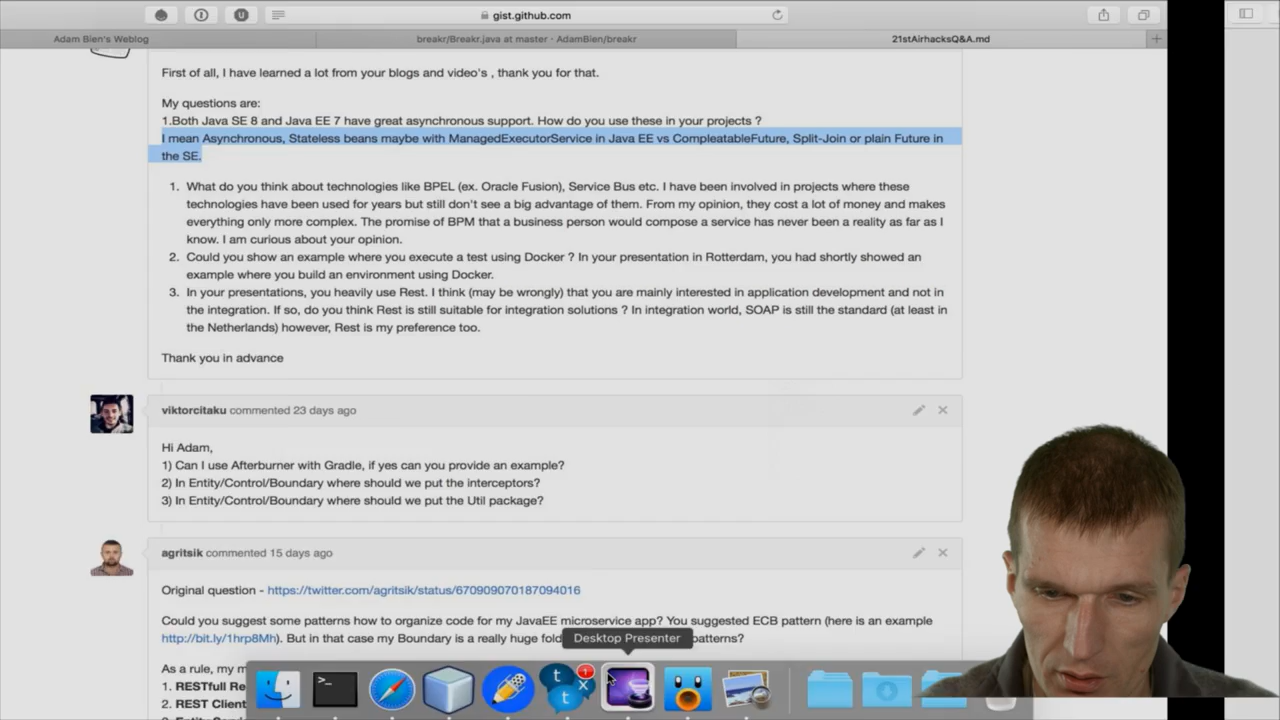 gist.github.com
Adam Bien's Weblog
breakr/Breakr.java at master · AdamBien/breakr
21stAirhacksQ&A.md
First of all, I have learned a lot from your blogs and video's , thank you for that.
My questions are:
1.Both Java SE 8 and Java EE 7 have great asynchronous support. How do you use these in your projects ?
I mean Asynchronous, Stateless beans maybe with ManagedExecutorService in Java EE vs CompleatableFuture, Split-Join or plain Future in
the SE.
1. What do you think about technologies like BPEL (ex. Oracle Fusion), Service Bus etc. I have been involved in projects where these
technologies have been used for years but still don't see a big advantage of them. From my opinion, they cost a lot of money and makes
everything only more complex. The promise of BPM that a business person would compose a service has never been a reality as far as I
know. I am curious about your opinion.
2. Could you show an example where you execute a test using Docker ? In your presentation in Rotterdam, you had shortly showed an
example where you build an environment using Docker.
3. In your presentations, you heavily use Rest. I think (may be wrongly) that you are mainly interested in application development and not in
the integration. If so, do you think Rest is still suitable for integration solutions ? In integration world, SOAP is still the standard (at least in
the Netherlands) however, Rest is my preference too.
Thank you in advance
viktorcitaku commented 23 days ago
Hi Adam,
1) Can I use Afterburner with Gradle, if yes can you provide an example?
2) In Entity/Control/Boundary where should we put the interceptors?
3) In Entity/Control/Boundary where should we put the Util package?
agritsik commented 15 days ago
Original question - https://twitter.com/agritsik/status/670909070187094016
Could you suggest some patterns how to organize code for my JavaEE microservice app? You suggested ECB pattern (here is an example
http://bit.ly/1hrp8Mh). But in that case my Boundary is a really huge fold
Desktop Presenter
patterns?
As a rule, my m
1. RESTfull Re
2. REST Client
1